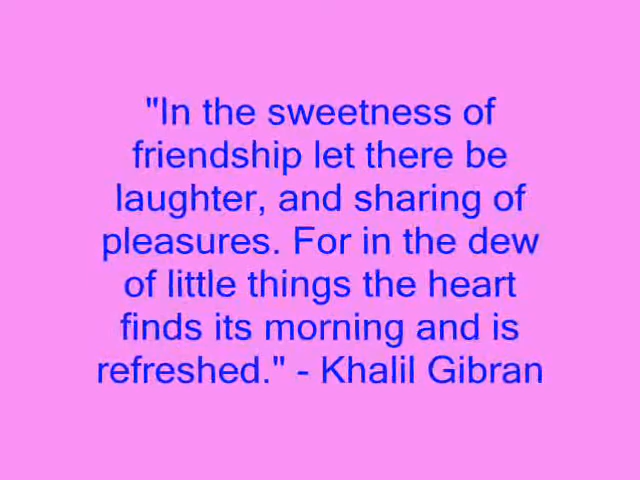 "In the sweetness of
friendship let there be
laughter, and sharing of
pleasures. For in the dew
of little things the heart
finds its morning and is
refreshed." - Khalil Gibran